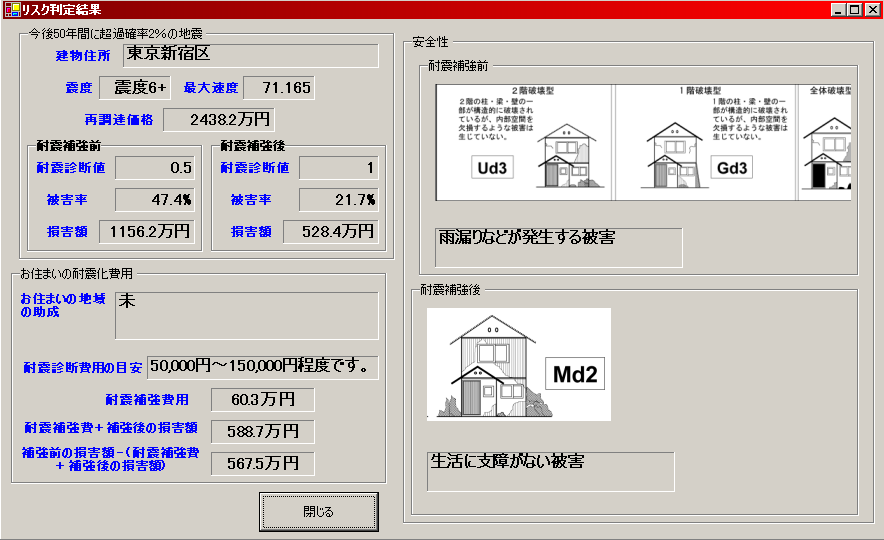 リスク判定結果
今後50年間に超過確率2%の地震
建物住所 東京新宿区
震度 震度6+ 最大速度 71.165
再調達価格 2438.2万円
耐震補強前
耐震診断値 0.5
被害率 47.4%
損害額 1156.2万円
耐震補強後
耐震診断値 1
被害率 21.7%
損害額 528.4万円
お住まいの耐震化費用
お住まいの地域
の助成
未
耐震診断費用の目安 50,000円～150,000円程度です。
耐震補強費用 60.3万円
耐震補強費+補強後の損害額 588.7万円
補強前の損害額-(耐震補強費
+補強後の損害額) 567.5万円
閉じる
安全性
耐震補強前
2階破壊型
2階の柱・梁・壁の一
部が構造的に破壊され
ているが、内部空間を
欠損するような被害は
生じていない。
Ud3
1階破壊型
1階の柱・梁・壁の一
部が構造的に破壊され
ているが、内部空間を
欠損するような被害は
生じていない。
Gd3
全体破壊型
雨漏りなどが発生する被害
耐震補強後
Md2
生活に支障がない被害